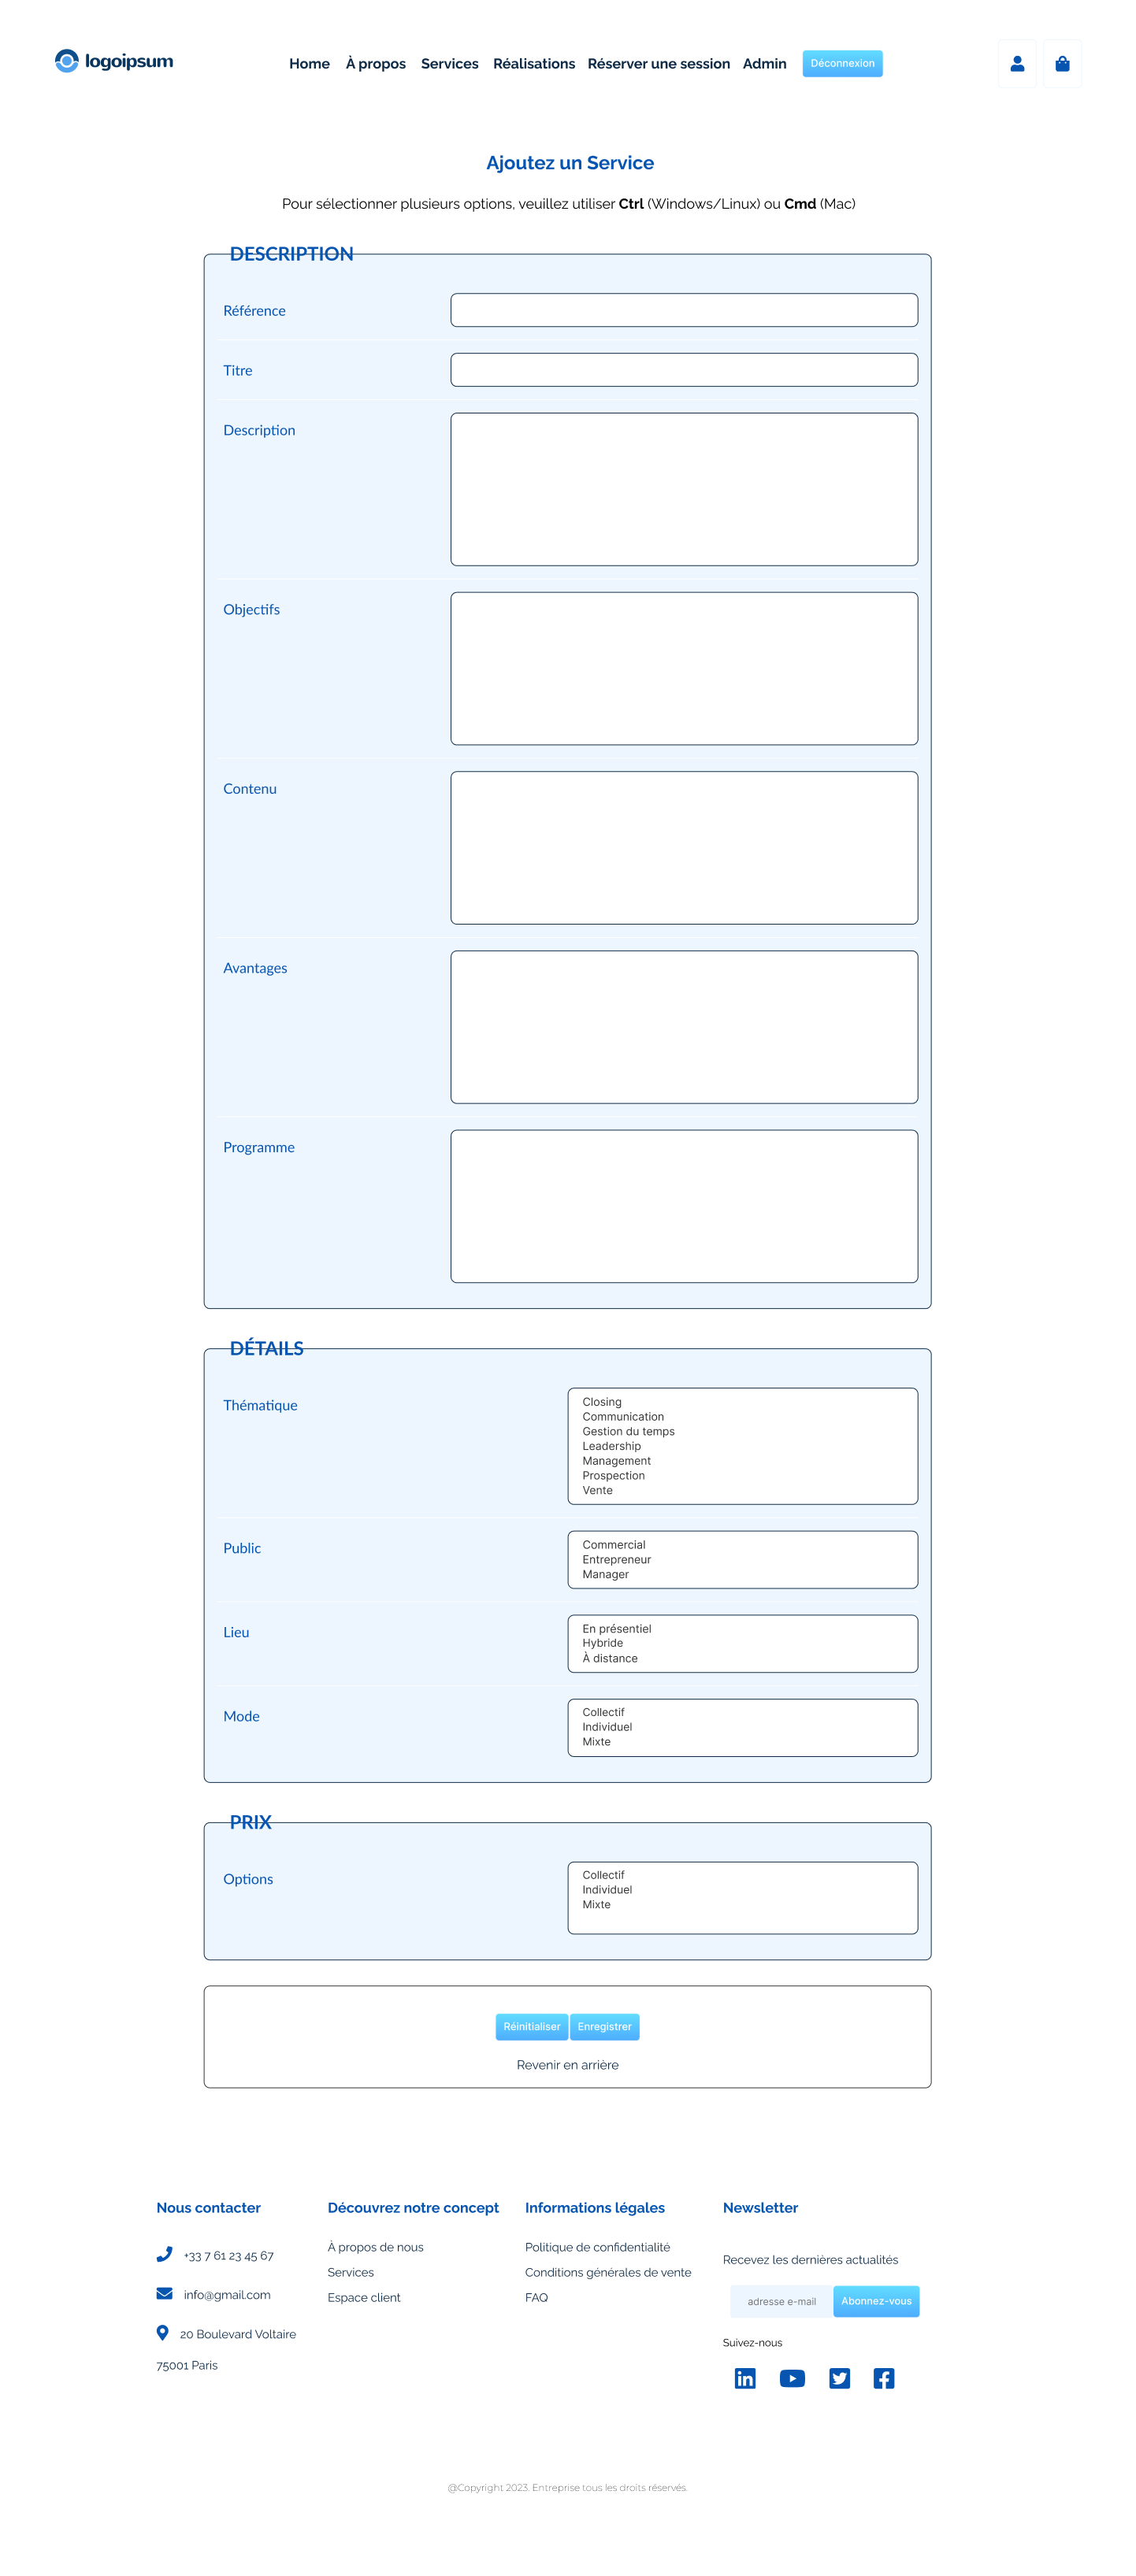 logoipsum
Home À propos Services Réalisations Réserver une session Admin Déconnexion
Ajoutez un Service
Pour sélectionner plusieurs options, veuillez utiliser Ctrl (Windows/Linux) ou Cmd (Mac)
DESCRIPTION
Référence
Titre
Description
Objectifs
Contenu
Avantages
Programme
DÉTAILS
Thématique
Closing
Communication
Gestion du temps
Leadership
Management
Prospection
Vente
Public
Commercial
Entrepreneur
Manager
Lieu
En présentiel
Hybride
À distance
Mode
Collectif
Individuel
Mixte
PRIX
Options
Collectif
Individuel
Mixte
Réinitialiser Enregistrer
Revenir en arrière
Nous contacter
+33 7 61 23 45 67
info@gmail.com
20 Boulevard Voltaire
75001 Paris
Découvrez notre concept
À propos de nous
Services
Espace client
Informations légales
Politique de confidentialité
Conditions générales de vente
FAQ
Newsletter
Recevez les dernières actualités
adresse e-mail Abonnez-vous
Suivez-nous
@Copyright 2023. Entreprise tous les droits réservés.